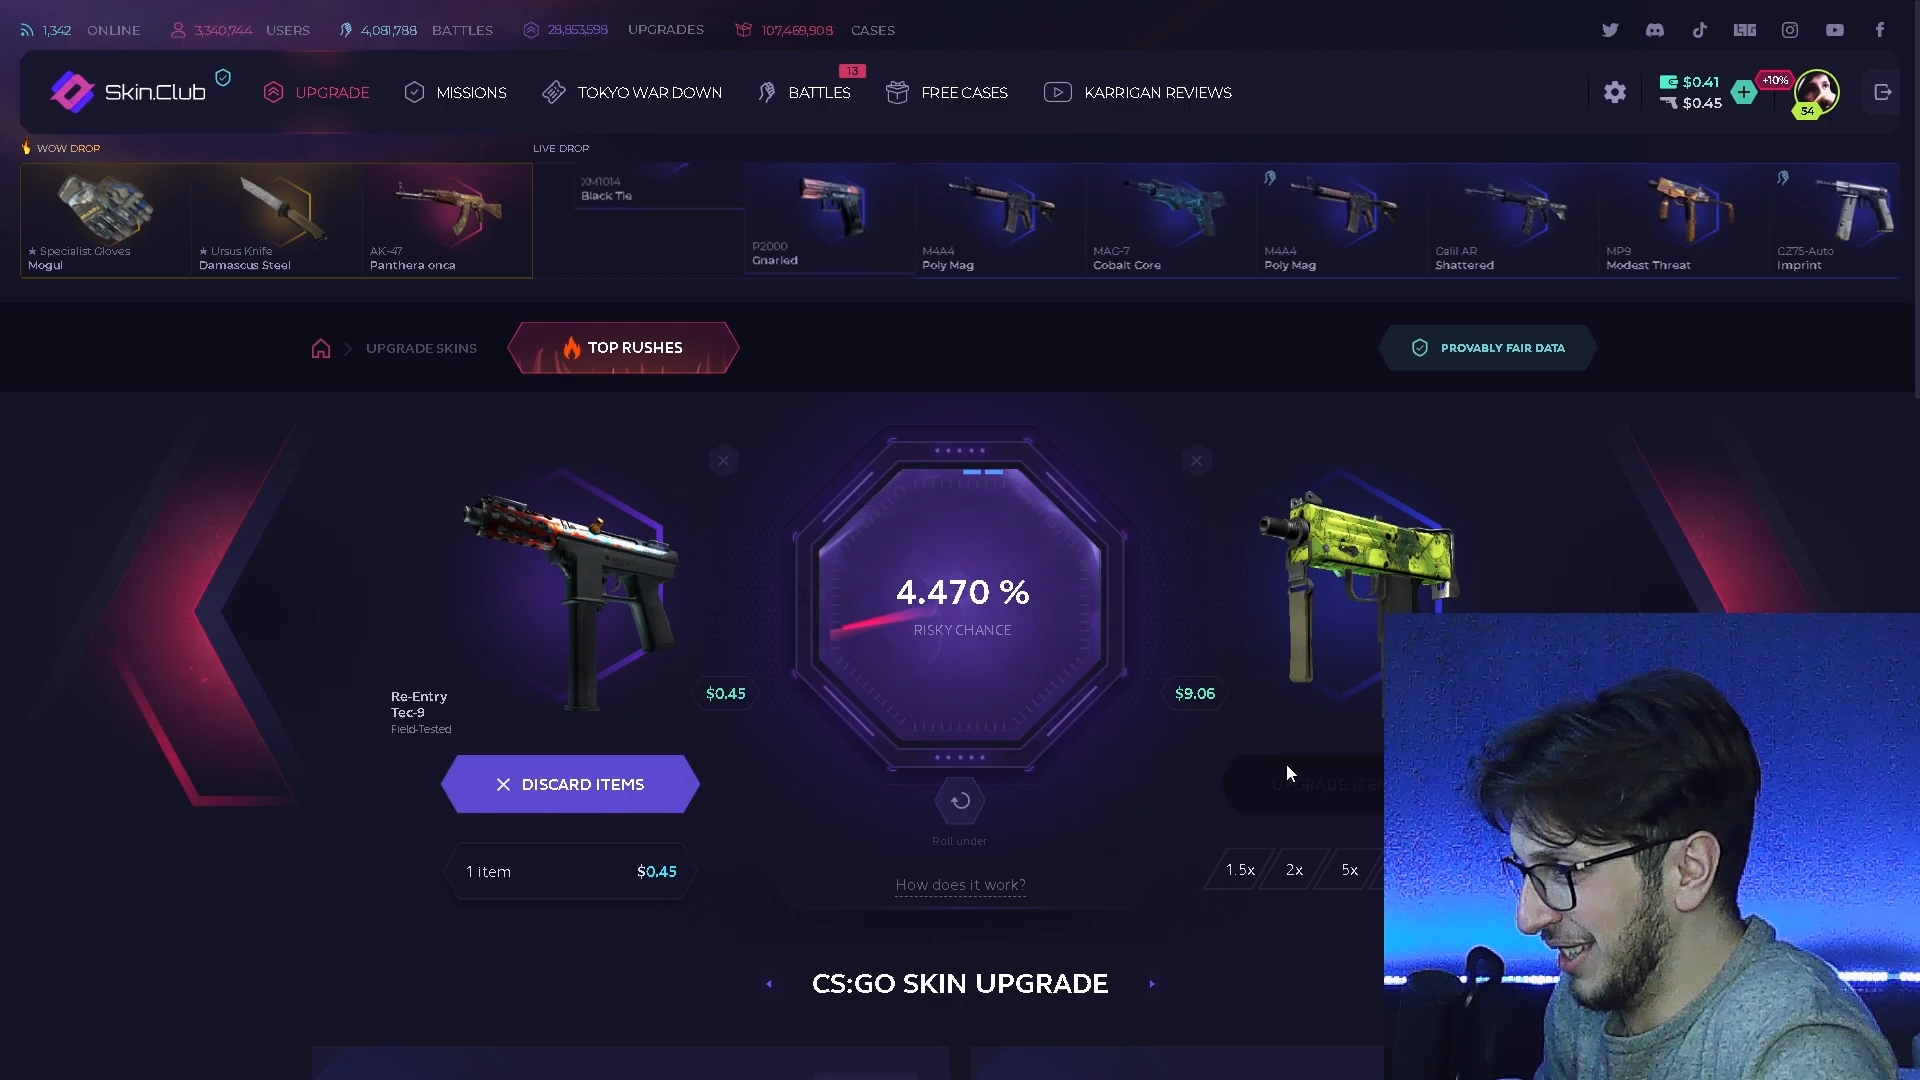 1,342 ONLINE 3,340,744 USERS 4,081,788 BATTLES 28,853,598 UPGRADES 107,469,908 CASES
Skin.Club UPGRADE MISSIONS TOKYO WAR DOWN 13 BATTLES FREE CASES KARRIGAN REVIEWS
$0.41
$0.45
+10%
54
WOW DROP
LIVE DROP
★ Specialist Gloves
Mogul
★ Ursus Knife
Damascus Steel
AK-47
Panthera onca
XM1014
Black Tie
P2000
Gnarled
M4A4
Poly Mag
MAG-7
Cobalt Core
M4A4
Poly Mag
Galil AR
Shattered
MP9
Modest Threat
CZ75-Auto
Imprint
UPGRADE SKINS
TOP RUSHES
PROVABLY FAIR DATA
4.470 %
RISKY CHANCE
Re-Entry
Tec-9
Field-Tested
$0.45
$9.06
DISCARD ITEMS
1 item $0.45
Roll under
How does it work?
1.5x 2x 5x
CS:GO SKIN UPGRADE